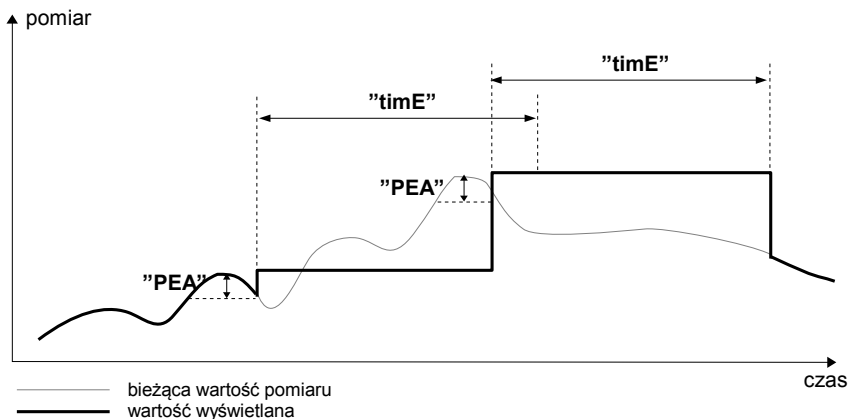 pomiar
”timE”
”timE”
”PEA”
”PEA”
czas
bieżąca wartość pomiaru
wartość wyświetlana